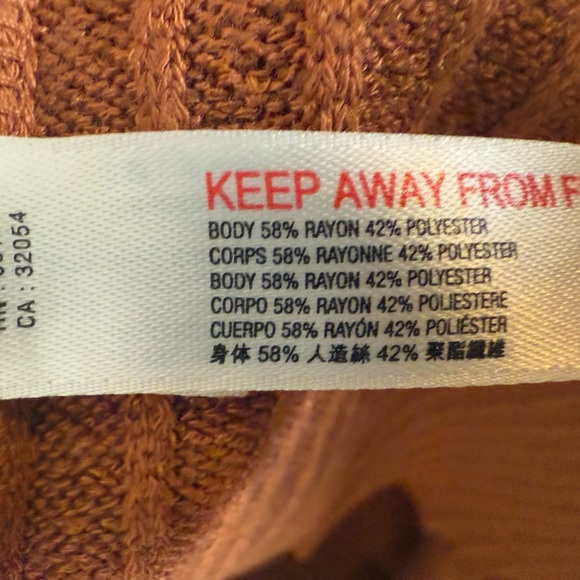 KEEP AWAY FROM F
BODY 58% RAYON 42% POLYESTER
CORPS 58% RAYONNE 42% POLYESTER
BODY 58% RAYON 42% POLYESTER
CORPO 58% RAYON 42% POLIESTERE
CUERPO 58% RAYÓN 42% POLIÉSTER
身体 58% 人造絲 42% 聚酯纖維
CA : 32054